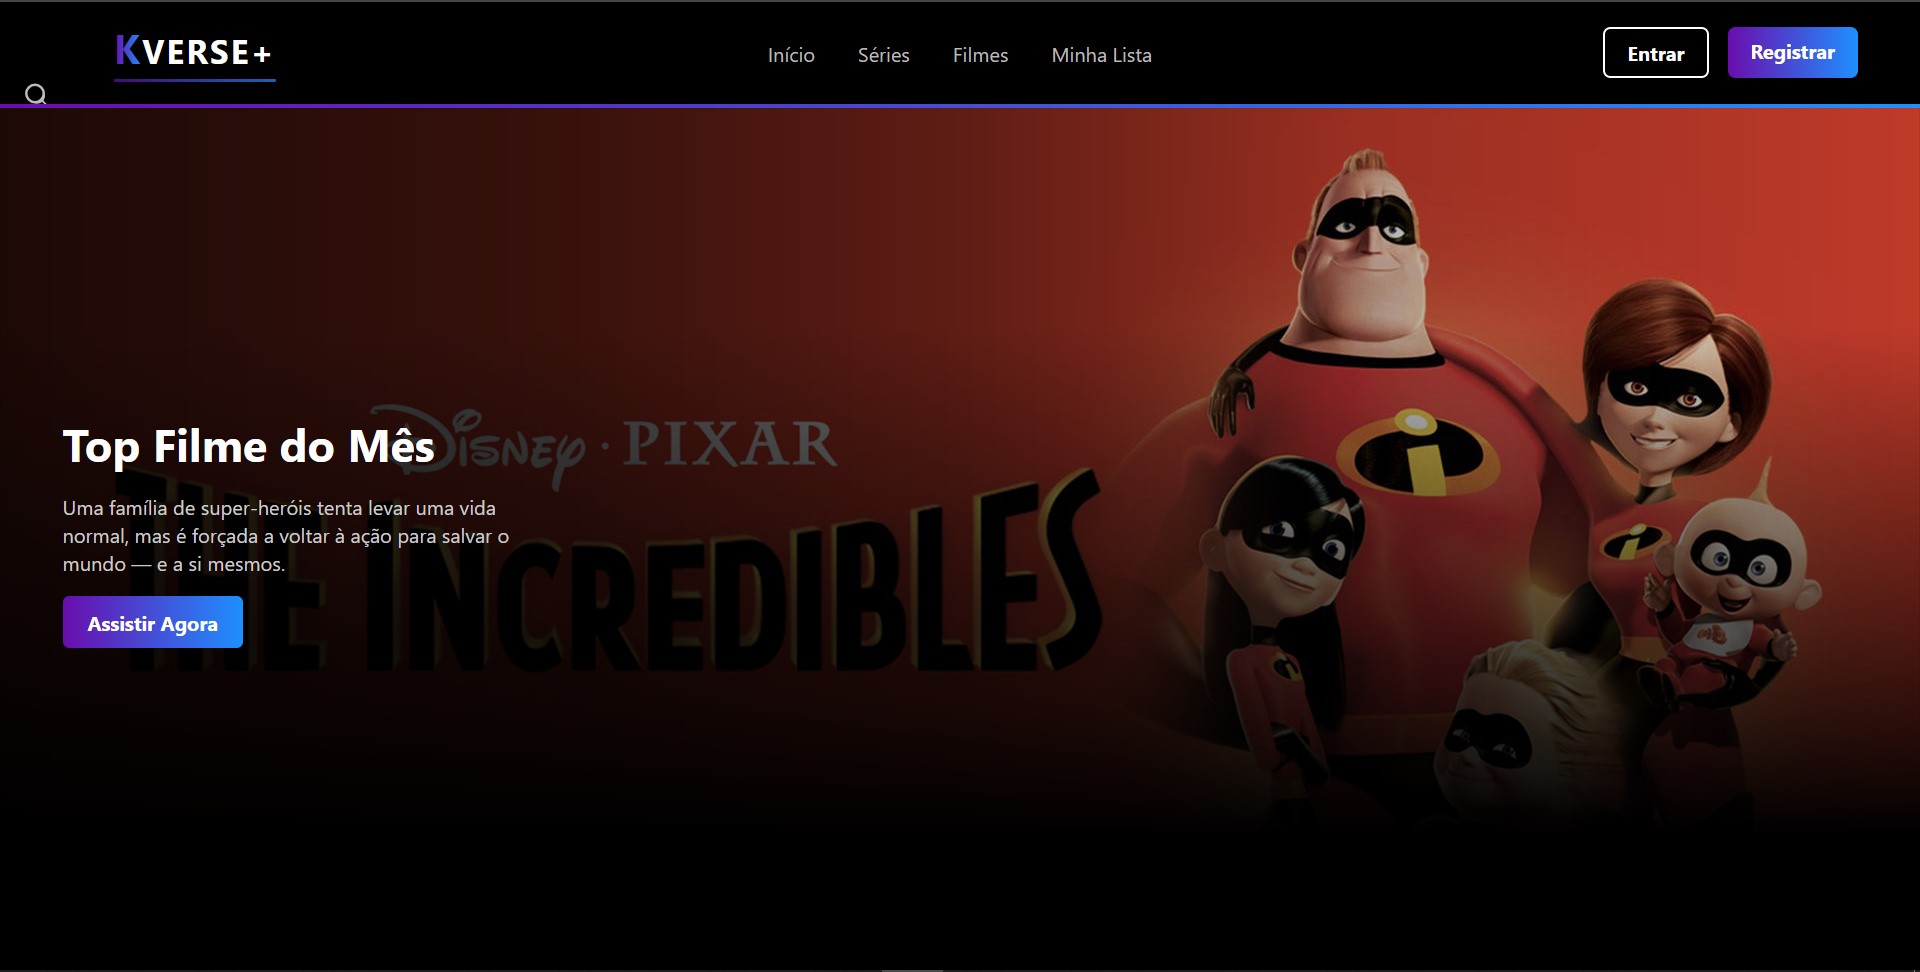 KVERSE+
Início
Séries
Filmes
Minha Lista
Entrar
Registrar
Disney · PIXAR
THE INCREDIBLES
Top Filme do Mês
Uma família de super-heróis tenta levar uma vida
normal, mas é forçada a voltar à ação para salvar o
mundo — e a si mesmos.
Assistir Agora